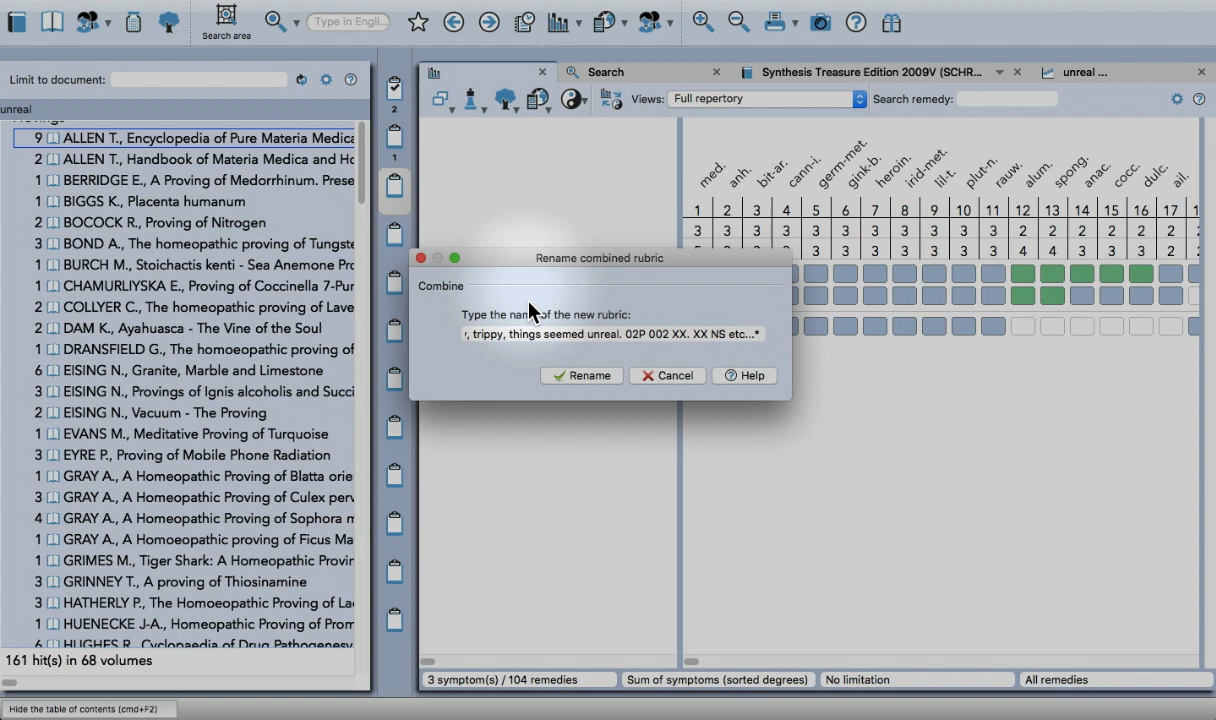 Type in Engli...
Search area
Limit to document:
unreal
9 ALLEN T., Encyclopedia of Pure Materia Medica
2 ALLEN T., Handbook of Materia Medica and Ho
1 BERRIDGE E., A Proving of Medorrhinum. Prese
1 BIGGS K., Placenta humanum
2 BOCOCK R., Proving of Nitrogen
3 BOND A., The homeopathic proving of Tungste
1 BURCH M., Stoichactis kenti - Sea Anemone Pro
1 CHAMURLIYSKA E., Proving of Coccinella 7-Pun
2 COLLYER C., The homeopathic proving of Lave
2 DAM K., Ayahuasca - The Vine of the Soul
1 DRANSFIELD G., The homoeopathic proving of
6 EISING N., Granite, Marble and Limestone
3 EISING N., Provings of Ignis alcoholis and Succi
2 EISING N., Vacuum - The Proving
1 EVANS M., Meditative Proving of Turquoise
3 EYRE P., Proving of Mobile Phone Radiation
1 GRAY A., A Homeopathic Proving of Blatta orie
3 GRAY A., A Homeopathic Proving of Culex perv
4 GRAY A., A Homeopathic Proving of Sophora m
1 GRAY A., A Homoeopathic proving of Ficus Ma
1 GRIMES M., Tiger Shark: A Homeopathic Provin
3 GRINNEY T., A proving of Thiosinamine
3 HATHERLY P., The Homoeopathic Proving of La
1 HUENECKE J-A., Homeopathic Proving of Prom
6 HUGHES R., Cyclopaedia of Drug Pathogenesy
161 hit(s) in 68 volumes
Hide the table of contents (cmd+F2)
2
1
Search
Synthesis Treasure Edition 2009V (SCHR...
unreal ...
Views: Full repertory
Search remedy:
med. anh. bit-ar. cann-i. germ-met. gink-b. heroin. irid-met. lil-t. plut-n. rauw. alum. spong. anac. cocc. dulc. ail.
1 2 3 4 5 6 7 8 9 10 11 12 13 14 15 16 17 1
3 3 3 3 3 3 3 3 3 3 3 2 2 2 2 2 2
3 3 3 3 3 3 3 3 4 4 3 3 3 2
Rename combined rubric
Combine
Type the name of the new rubric:
, trippy, things seemed unreal. 02P 002 XX. XX NS etc...*
Rename
Cancel
Help
3 symptom(s) / 104 remedies
Sum of symptoms (sorted degrees)
No limitation
All remedies